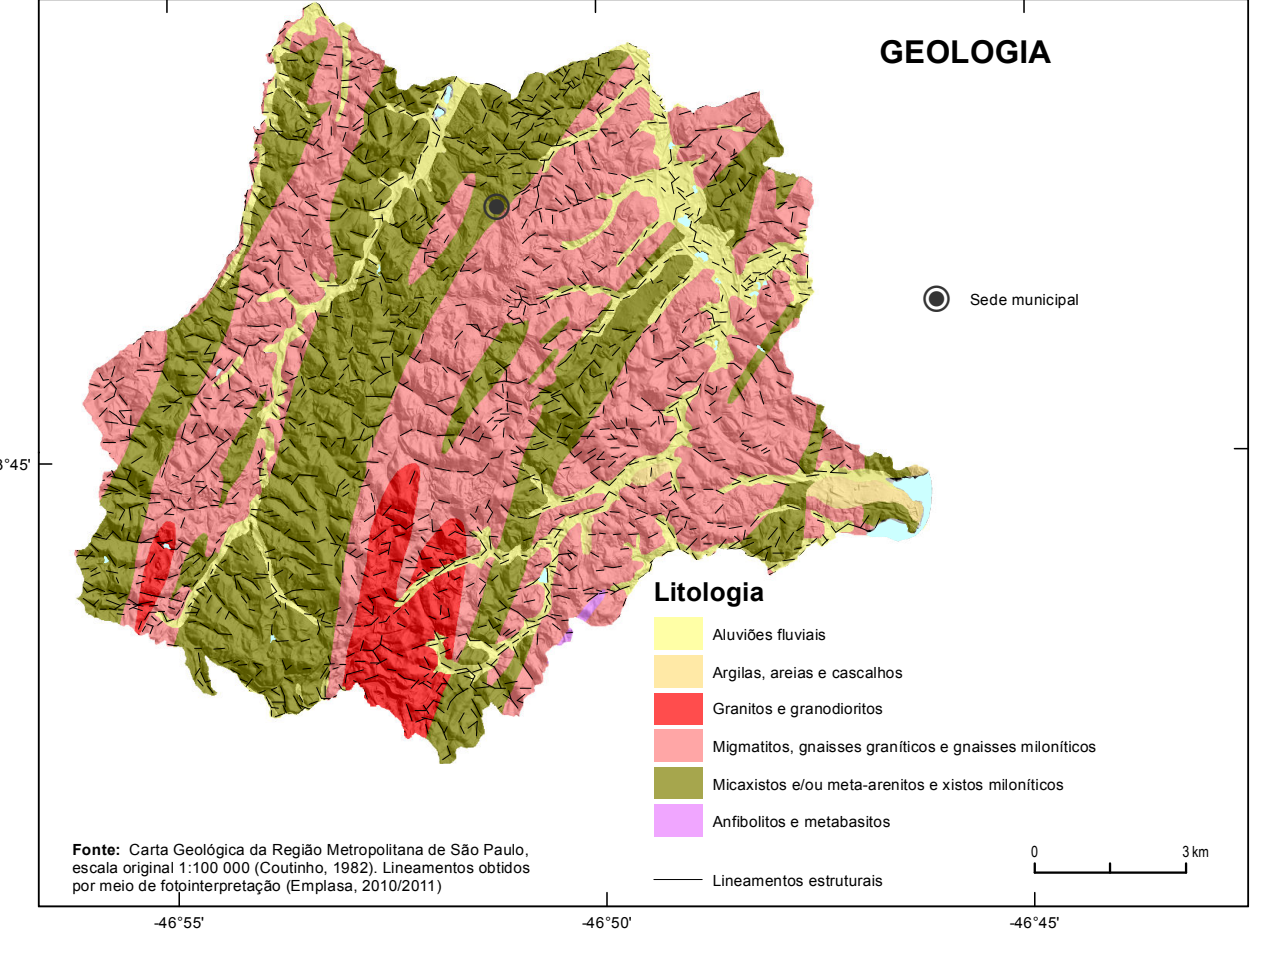 GEOLOGIA
Sede municipal
3°45'
Litologia
Aluviões fluviais
Argilas, areias e cascalhos
Granitos e granodioritos
Migmatitos, gnaisses graníticos e gnaisses miloníticos
Micaxistos e/ou meta-arenitos e xistos miloníticos
Anfibolitos e metabasitos
Lineamentos estruturais
Fonte: Carta Geológica da Região Metropolitana de São Paulo,
escala original 1:100 000 (Coutinho, 1982). Lineamentos obtidos
por meio de fotointerpretação (Emplasa, 2010/2011)
0 3 km
-46°55' -46°50' -46°45'